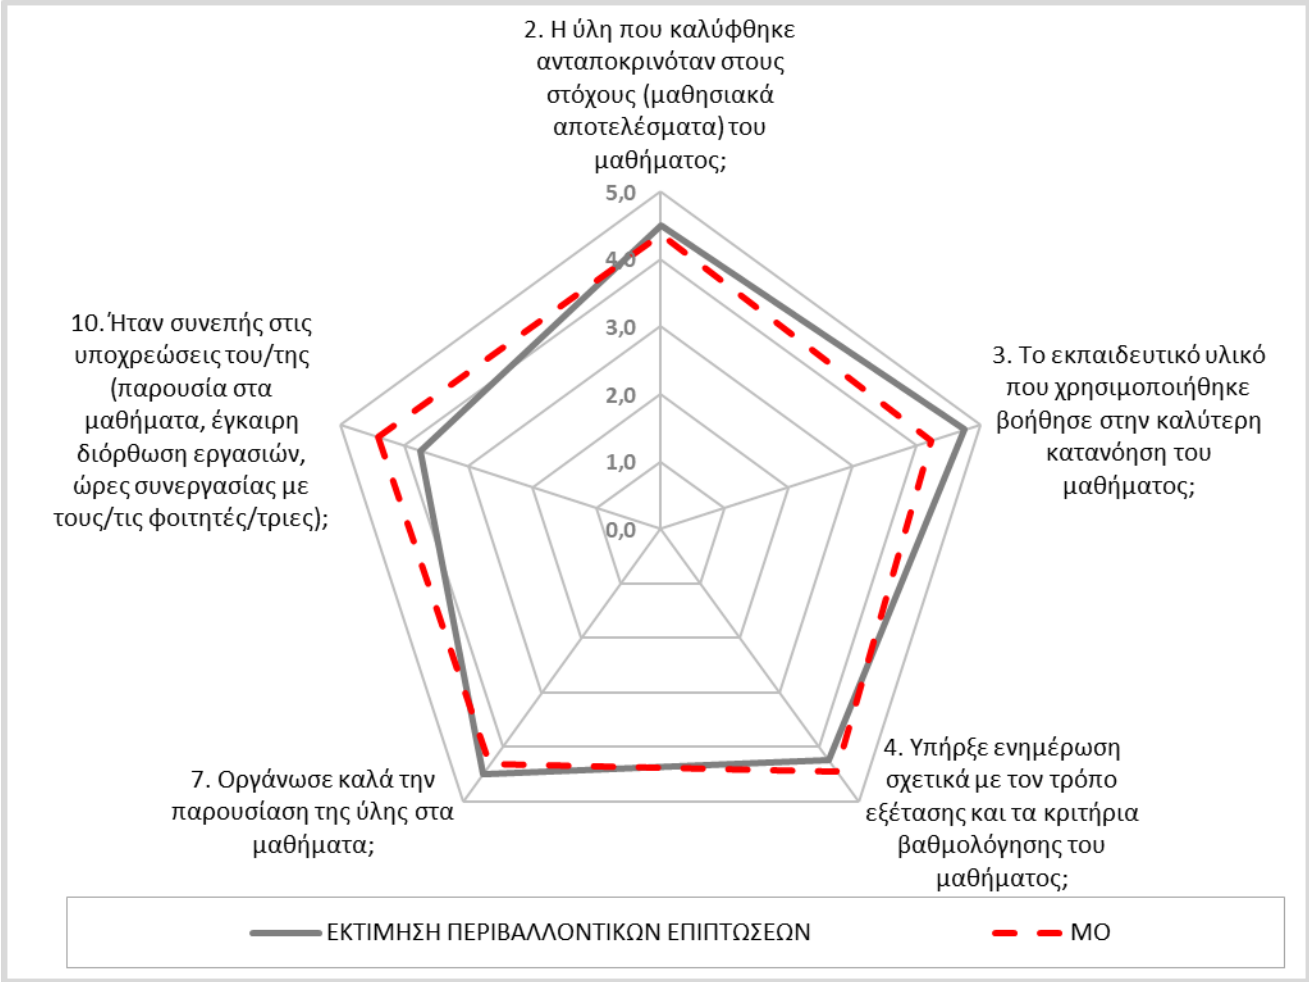 2. Η ύλη που καλύφθηκε
ανταποκρινόταν στους
στόχους (μαθησιακά
αποτελέσματα) του
μαθήματος;
5,0
4,0
3,0
2,0
1,0
0,0
3. Το εκπαιδευτικό υλικό
που χρησιμοποιήθηκε
βοήθησε στην καλύτερη
κατανόηση του
μαθήματος;
4. Υπήρξε ενημέρωση
σχετικά με τον τρόπο
εξέτασης και τα κριτήρια
βαθμολόγησης του
μαθήματος;
7. Οργάνωσε καλά την
παρουσίαση της ύλης στα
μαθήματα;
10. Ήταν συνεπής στις
υποχρεώσεις του/της
(παρουσία στα
μαθήματα, έγκαιρη
διόρθωση εργασιών,
ώρες συνεργασίας με
τους/τις φοιτητές/τριες);
ΕΚΤΙΜΗΣΗ ΠΕΡΙΒΑΛΛΟΝΤΙΚΩΝ ΕΠΙΠΤΩΣΕΩΝ
ΜΟ